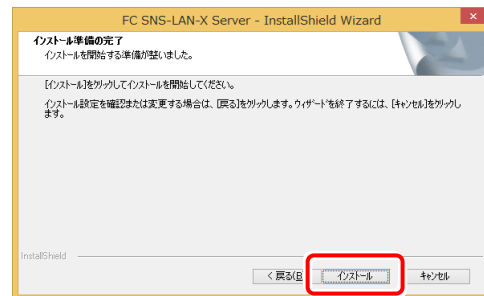 FC SNS-LAN-X Server - InstallShield Wizard
インストール準備の完了
インストールを開始する準備が整いました。
[インストール]をクリックしてインストールを開始してください。
インストール設定を確認または変更する場合は、[戻る]をクリックします。ウィザードを終了するには、[キャンセル]をクリックし
ます。
InstallShield
< 戻る(B インストール キャンセル